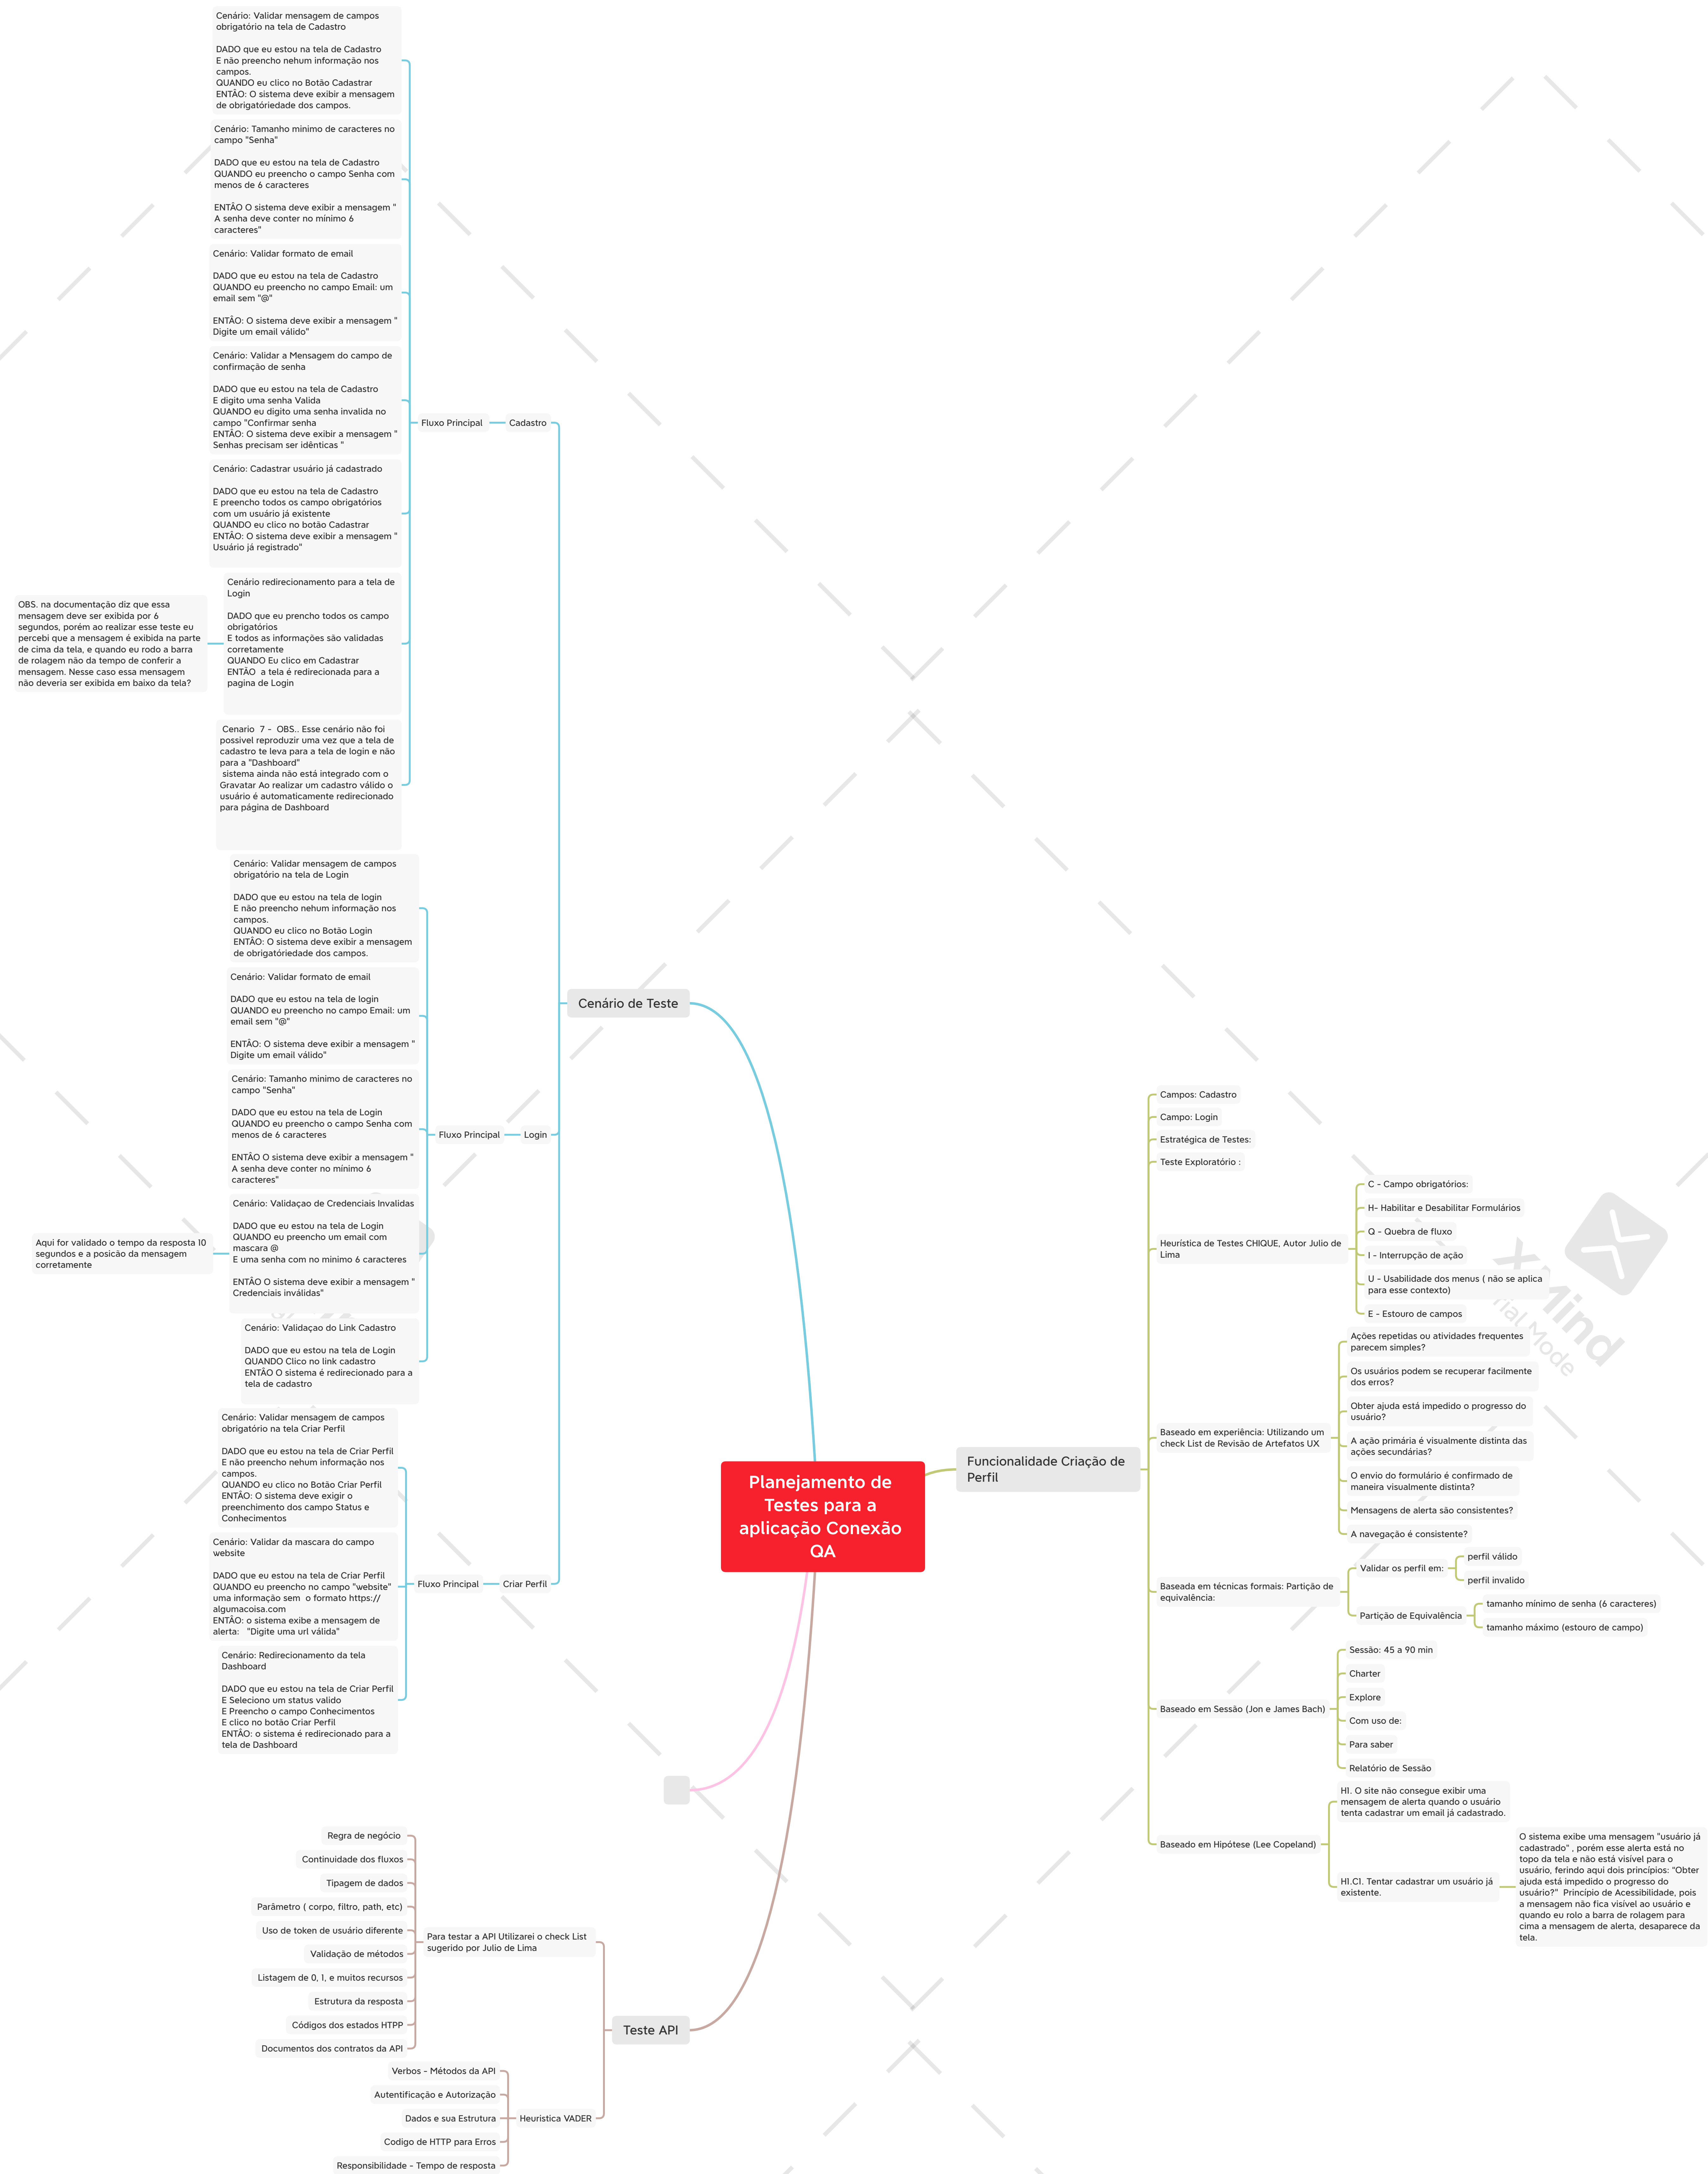 Cenário: Validar mensagem de campos
obrigatório na tela de Cadastro
DADO que eu estou na tela de Cadastro
E não preencho nehum informação nos
campos.
QUANDO eu clico no Botão Cadastrar
ENTÃO: O sistema deve exibir a mensagem
de obrigatóriedade dos campos.
Cenário: Tamanho minimo de caracteres no
campo "Senha"
DADO que eu estou na tela de Cadastro
QUANDO eu preencho o campo Senha com
menos de 6 caracteres
ENTÃO O sistema deve exibir a mensagem "
A senha deve conter no mínimo 6
caracteres"
Cenário: Validar formato de email
DADO que eu estou na tela de Cadastro
QUANDO eu preencho no campo Email: um
email sem "@"
ENTÃO: O sistema deve exibir a mensagem "
Digite um email válido"
Cenário: Validar a Mensagem do campo de
confirmação de senha
DADO que eu estou na tela de Cadastro
E digito uma senha Valida
QUANDO eu digito uma senha invalida no
campo "Confirmar senha
ENTÃO: O sistema deve exibir a mensagem "
Senhas precisam ser idênticas "
Cenário: Cadastrar usuário já cadastrado
DADO que eu estou na tela de Cadastro
E preencho todos os campo obrigatórios
com um usuário já existente
QUANDO eu clico no botão Cadastrar
ENTÃO: O sistema deve exibir a mensagem "
Usuário já registrado"
Cenário redirecionamento para a tela de
Login
DADO que eu prencho todos os campo
obrigatórios
E todos as informações são validadas
corretamente
QUANDO Eu clico em Cadastrar
ENTÃO  a tela é redirecionada para a
pagina de Login
OBS. na documentação diz que essa
mensagem deve ser exibida por 6
segundos, porém ao realizar esse teste eu
percebi que a mensagem é exibida na parte
de cima da tela, e quando eu rodo a barra
de rolagem não da tempo de conferir a
mensagem. Nesse caso essa mensagem
não deveria ser exibida em baixo da tela?
Cenario  7 -  OBS.. Esse cenário não foi
possivel reproduzir uma vez que a tela de
cadastro te leva para a tela de login e não
para a "Dashboard"
sistema ainda não está integrado com o
Gravatar Ao realizar um cadastro válido o
usuário é automaticamente redirecionado
para página de Dashboard
Fluxo Principal
Cadastro
Cenário: Validar mensagem de campos
obrigatório na tela de Login
DADO que eu estou na tela de login
E não preencho nehum informação nos
campos.
QUANDO eu clico no Botão Login
ENTÃO: O sistema deve exibir a mensagem
de obrigatóriedade dos campos.
Cenário: Validar formato de email
DADO que eu estou na tela de login
QUANDO eu preencho no campo Email: um
email sem "@"
ENTÃO: O sistema deve exibir a mensagem "
Digite um email válido"
Cenário: Tamanho minimo de caracteres no
campo "Senha"
DADO que eu estou na tela de Login
QUANDO eu preencho o campo Senha com
menos de 6 caracteres
ENTÃO O sistema deve exibir a mensagem "
A senha deve conter no mínimo 6
caracteres"
Cenário: Validaçao de Credenciais Invalidas
DADO que eu estou na tela de Login
QUANDO eu preencho um email com
mascara @
E uma senha com no minimo 6 caracteres
ENTÃO O sistema deve exibir a mensagem "
Credenciais inválidas"
Aqui for validado o tempo da resposta 10
segundos e a posicão da mensagem
corretamente
Cenário: Validaçao do Link Cadastro
DADO que eu estou na tela de Login
QUANDO Clico no link cadastro
ENTÃO O sistema é redirecionado para a
tela de cadastro
Fluxo Principal
Login
Cenário: Validar mensagem de campos
obrigatório na tela Criar Perfil
DADO que eu estou na tela de Criar Perfil
E não preencho nenhum informação nos
campos.
QUANDO eu clico no Botão Criar Perfil
ENTÃO: O sistema deve exigir o
preenchimento dos campo Status e
Conhecimentos
Cenário: Validar da mascara do campo
website
DADO que eu estou na tela de Criar Perfil
QUANDO eu preencho no campo "website"
uma informação sem  o formato https://
algumacoisa.com
ENTÃO: o sistema exibe a mensagem de
alerta:   "Digite uma url válida"
Cenário: Redirecionamento da tela
Dashboard
DADO que eu estou na tela de Criar Perfil
E Seleciono um status valido
E Preencho o campo Conhecimentos
E clico no botão Criar Perfil
ENTÃO: o sistema é redirecionado para a
tela de Dashboard
Fluxo Principal
Criar Perfil
Cenário de Teste
Planejamento de
Testes para a
aplicação Conexão
QA
Funcionalidade Criação de
Perfil
Campos: Cadastro
Campo: Login
Estratégica de Testes:
Teste Exploratório :
Heurística de Testes CHIQUE, Autor Julio de
Lima
C - Campo obrigatórios:
H- Habilitar e Desabilitar Formulários
Q - Quebra de fluxo
I - Interrupção de ação
U - Usabilidade dos menus ( não se aplica
para esse contexto)
E - Estouro de campos
Baseado em experiência: Utilizando um
check List de Revisão de Artefatos UX
Ações repetidas ou atividades frequentes
parecem simples?
Os usuários podem se recuperar facilmente
dos erros?
Obter ajuda está impedido o progresso do
usuário?
A ação primária é visualmente distinta das
ações secundárias?
O envio do formulário é confirmado de
maneira visualmente distinta?
Mensagens de alerta são consistentes?
A navegação é consistente?
Baseada em técnicas formais: Partição de
equivalência:
Validar os perfil em:
perfil válido
perfil invalido
Partição de Equivalência
tamanho mínimo de senha (6 caracteres)
tamanho máximo (estouro de campo)
Baseado em Sessão (Jon e James Bach)
Sessão: 45 a 90 min
Charter
Explore
Com uso de:
Para saber
Relatório de Sessão
Baseado em Hipótese (Lee Copeland)
H1. O site não consegue exibir uma
mensagem de alerta quando o usuário
tenta cadastrar um email já cadastrado.
H1.C1. Tentar cadastrar um usuário já
existente.
O sistema exibe uma mensagem "usuário já
cadastrado" , porém esse alerta está no
topo da tela e não está visível para o
usuário, ferindo aqui dois princípios: "Obter
ajuda está impedido o progresso do
usuário?"  Princípio de Acessibilidade, pois
a mensagem não fica visível ao usuário e
quando eu rolo a barra de rolagem para
cima a mensagem de alerta, desaparece da
tela.
Teste API
Para testar a API Utilizarei o check List
sugerido por Julio de Lima
Regra de negócio
Continuidade dos fluxos
Tipagem de dados
Parâmetro ( corpo, filtro, path, etc)
Uso de token de usuário diferente
Validação de métodos
Listagem de 0, 1, e muitos recursos
Estrutura da resposta
Códigos dos estados HTPP
Documentos dos contratos da API
Heuristica VADER
Verbos - Métodos da API
Autentificação e Autorização
Dados e sua Estrutura
Codigo de HTTP para Erros
Responsibilidade - Tempo de resposta
XMind
Mode